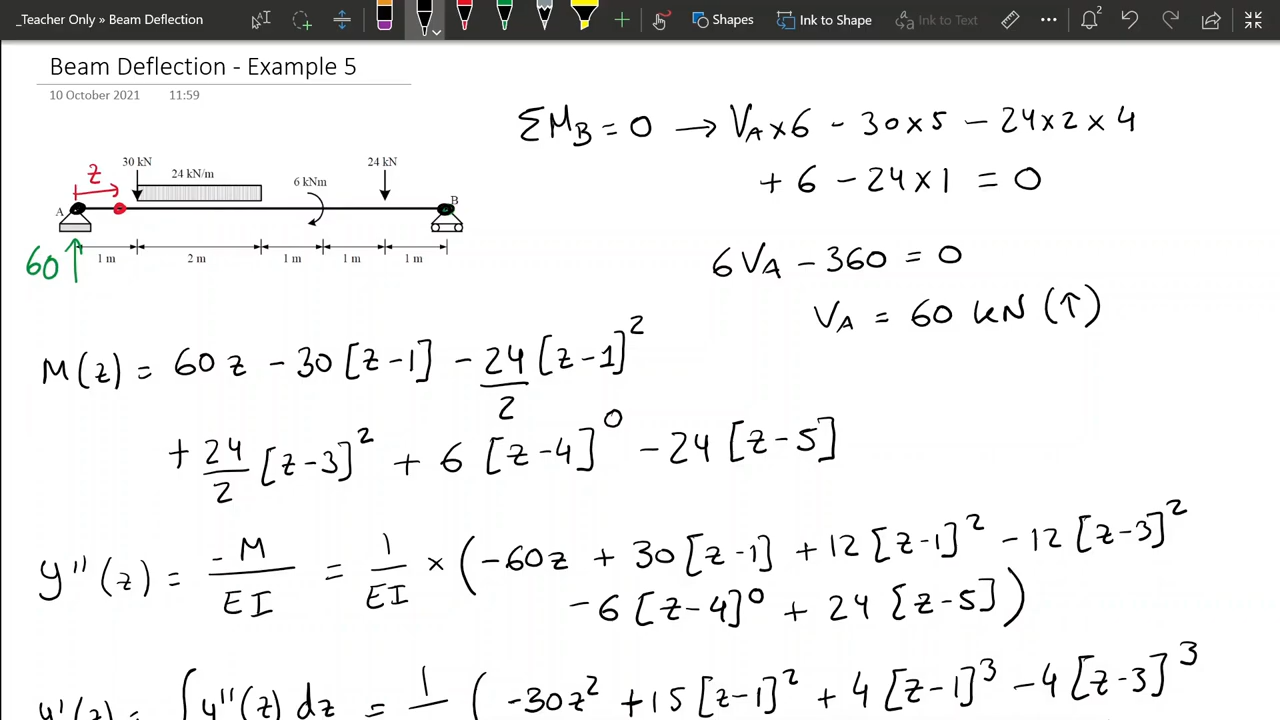 _Teacher Only » Beam Deflection
Shapes
Ink to Shape
Ink to Text
2
Beam Deflection - Example 5
10 October 2021 11:59
ΣM_B = 0 → V_A×6 - 30×5 - 24×2×4
+ 6 - 24×1 = 0
6V_A - 360 = 0
V_A = 60 kN (↑)
30 kN
24 kN/m
6 kNm
24 kN
z
A
B
60
1 m
2 m
1 m
1 m
1 m
M(z) = 60z - 30[z-1] - 24/2 [z-1]^2
+ 24/2 [z-3]^2 + 6[z-4]^0 - 24[z-5]
y''(z) = -M/EI = 1/EI × (-60z + 30[z-1] + 12[z-1]^2 - 12[z-3]^2
- 6[z-4]^0 + 24[z-5])
y'(z) = ∫y''(z) dz = 1 (-30z^2 + 15[z-1]^2 + 4[z-1]^3 - 4[z-3]^3